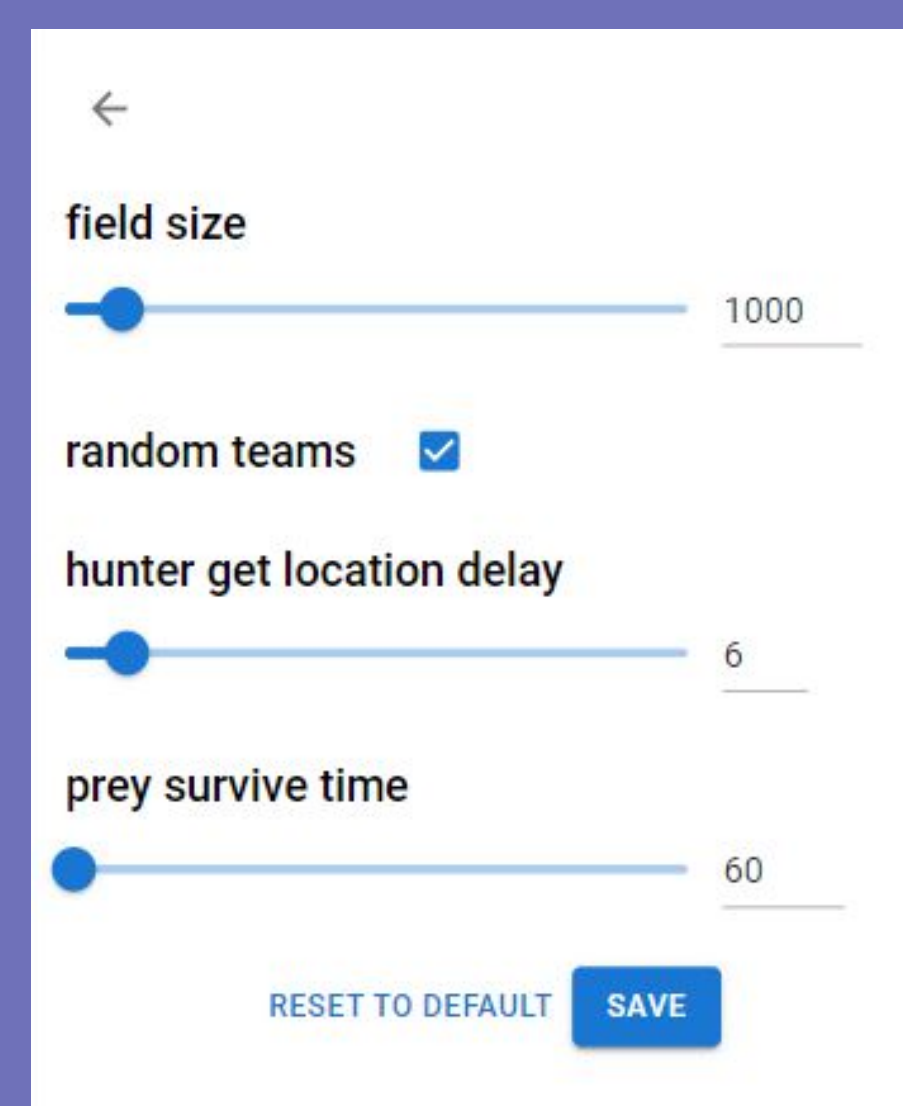 field size
1000
random teams
hunter get location delay
6
prey survive time
60
RESET TO DEFAULT SAVE